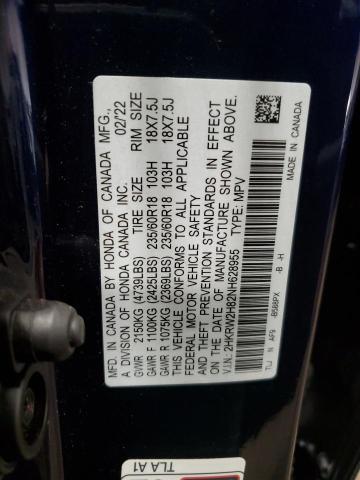 MFD. IN CANADA BY HONDA OF CANADA MFG.,
A DIVISION OF HONDA CANADA INC. 02/'22
TIRE SIZE RIM SIZE
GVWR 2150KG (4739LBS)
GAWR F 1100KG (2425LBS) 235/60R18 103H 18X7.5J
GAWR R 1075KG (2369LBS) 235/60R18 103H 18X7.5J
THIS VEHICLE CONFORMS TO ALL APPLICABLE
FEDERAL MOTOR VEHICLE SAFETY
AND THEFT PREVENTION STANDARDS IN EFFECT
ON THE DATE OF MANUFACTURE SHOWN ABOVE.
V.I.N.: 2HKRW2H82NH628955 TYPE: MPV
TLJ N AF9 -B588PX -B -H MADE IN CANADA
TLA A1